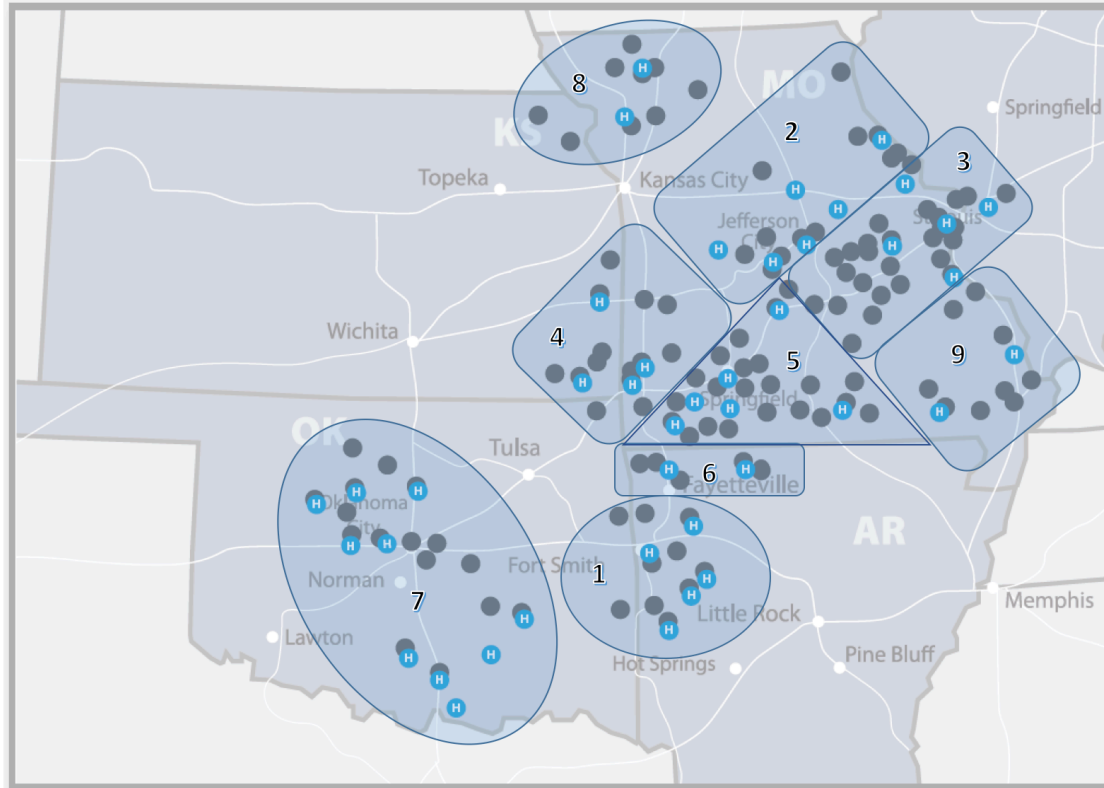 H
8
MO
Springfield
H
KS
2
H
3
Topeka
Kansas City
H
H
H
H
Jefferson
City
H
H
H
H
H
H
H
H
Wichita
4
9
H
5
H
H
H
H
Springfield
H
H
H
H
H
OK
Tulsa
H
H
6
Fayetteville
H
H
Oklahoma
City
H
H
AR
H
H
H
Fort Smith
1
H
Norman
H
7
Memphis
Little Rock
H
H
Lawton
Pine Bluff
H
H
Hot Springs
H
H